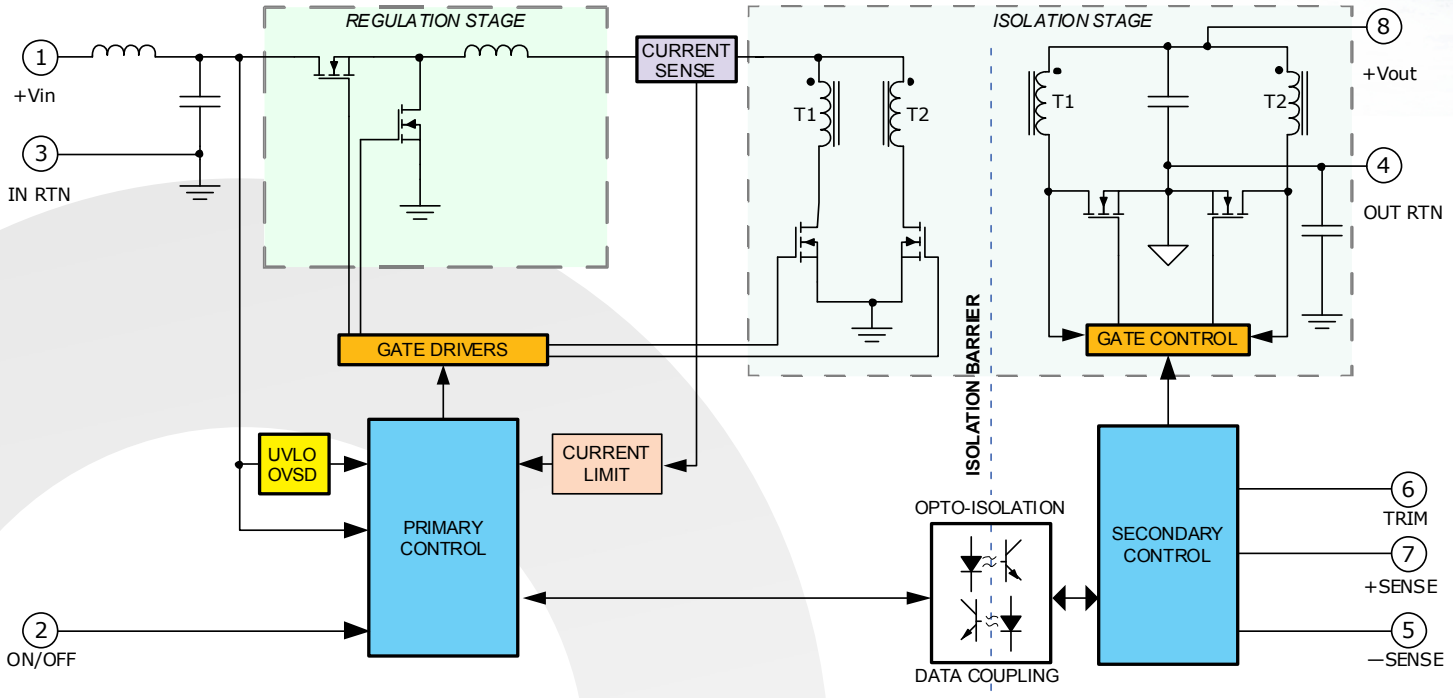 REGULATION STAGE
ISOLATION STAGE
1
+Vin
CURRENT
SENSE
8
+Vout
T1
T2
T1
T2
3
IN RTN
4
OUT RTN
GATE DRIVERS
GATE CONTROL
ISOLATION BARRIER
UVLO
OVSD
CURRENT
LIMIT
PRIMARY
CONTROL
OPTO-ISOLATION
SECONDARY
CONTROL
6
TRIM
7
+SENSE
2
ON/OFF
5
—SENSE
DATA COUPLING